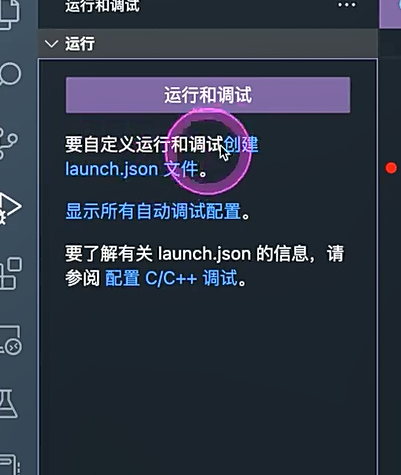 运行和调试
运行
运行和调试
要自定义运行和调试创建
launch.json 文件。
显示所有自动调试配置。
要了解有关 launch.json 的信息，请
参阅 配置 C/C++ 调试。